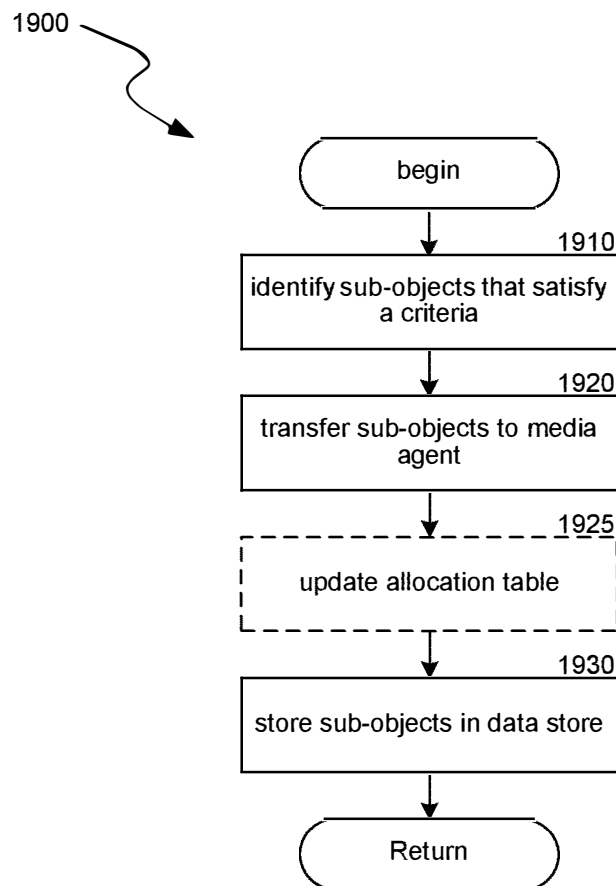 1900
begin
1910
identify sub-objects that satisfy
a criteria
1920
transfer sub-objects to media
agent
1925
update allocation table
1930
store sub-objects in data store
Return